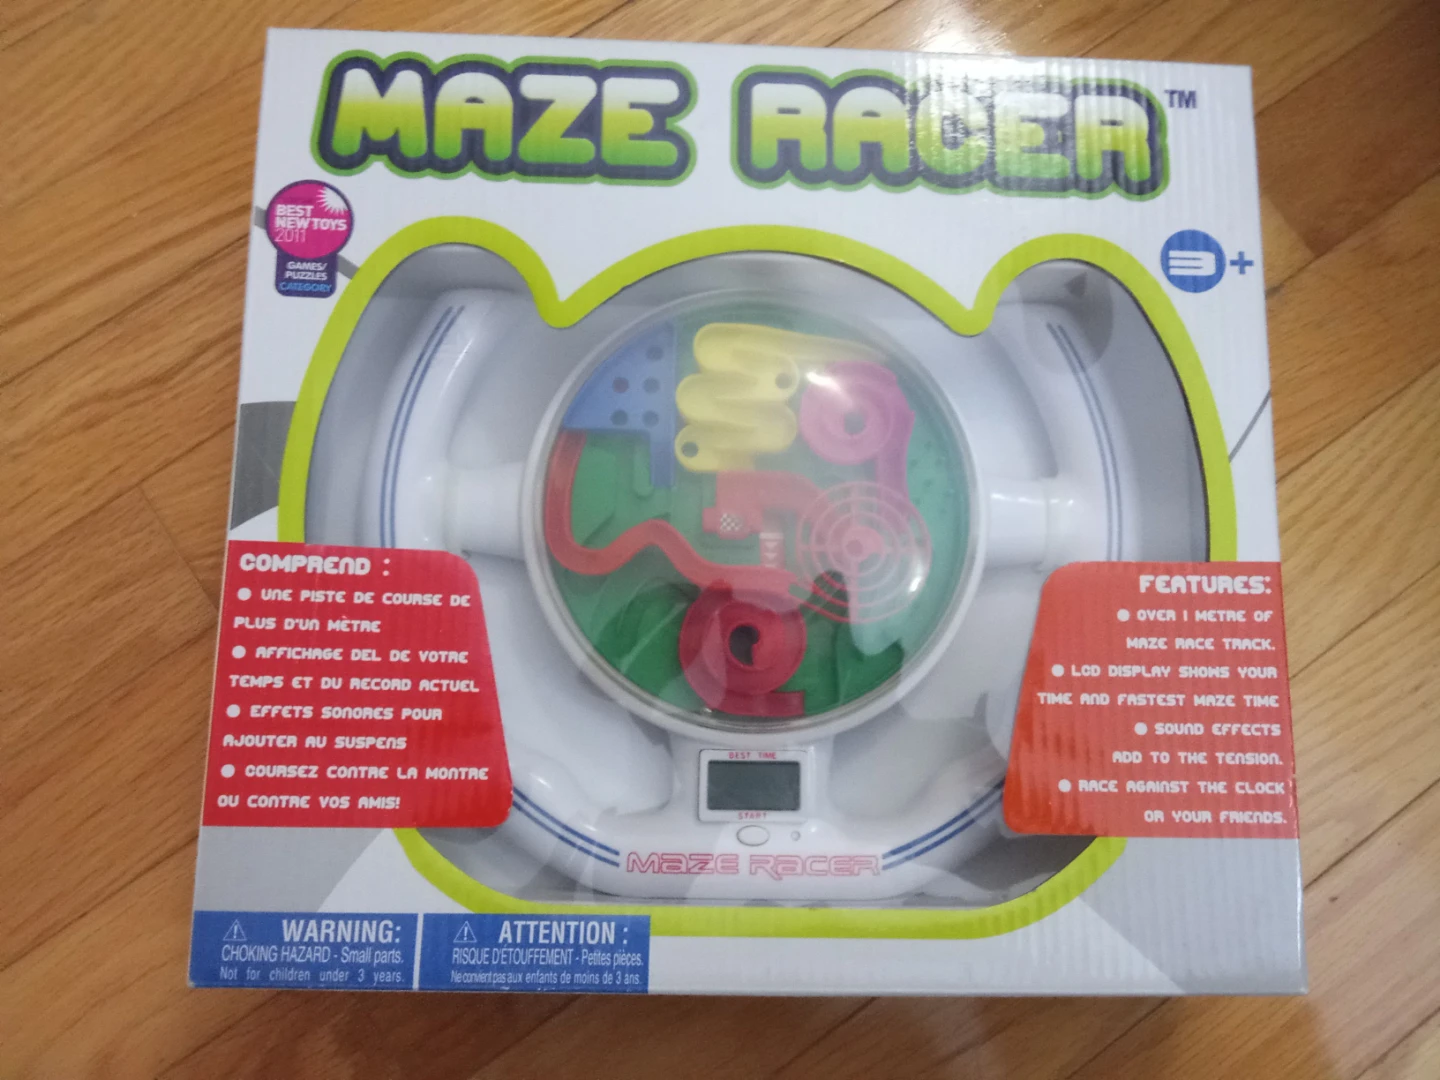 MAZE RACER™
BEST
NEW TOYS
2011
GAMES/
PUZZLES
CATEGORY
3+
COMPREND :
● UNE PISTE DE COURSE DE
PLUS D'UN MÈTRE
● AFFICHAGE DEL DE VOTRE
TEMPS ET DU RECORD ACTUEL
● EFFETS SONORES POUR
AJOUTER AU SUSPENS
● COURSEZ CONTRE LA MONTRE
OU CONTRE VOS AMIS!
FEATURES:
● OVER 1 METRE OF
MAZE RACE TRACK.
● LCD DISPLAY SHOWS YOUR
TIME AND FASTEST MAZE TIME
● SOUND EFFECTS
ADD TO THE TENSION.
● RACE AGAINST THE CLOCK
OR YOUR FRIENDS.
BEST TIME
START
MAZE RACER
WARNING:
CHOKING HAZARD - Small parts.
Not for children under 3 years.
ATTENTION :
RISQUE D'ÉTOUFFEMENT - Petites pièces.
Ne convient pas aux enfants de moins de 3 ans.